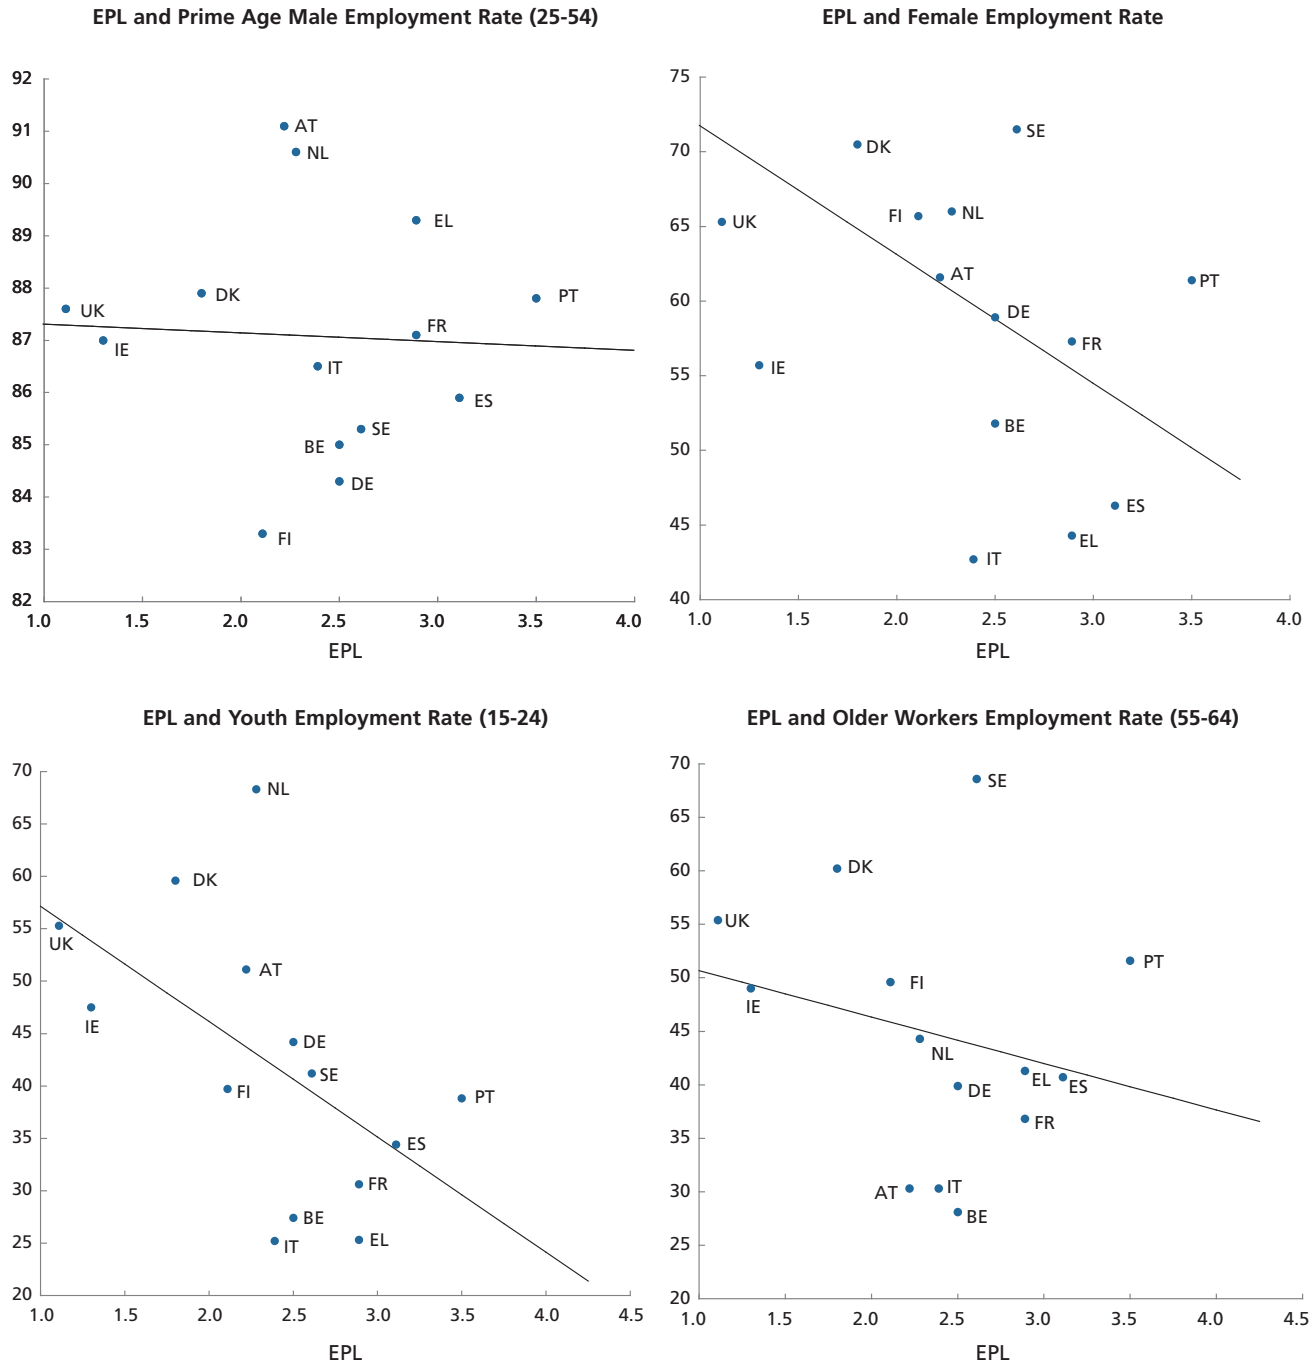 EPL and Prime Age Male Employment Rate (25-54)
92
91
90
89
88
87
86
85
84
83
82
AT
NL
EL
DK
PT
UK
FR
IE
IT
ES
SE
BE
DE
FI
1.0 1.5 2.0 2.5 3.0 3.5 4.0
EPL
EPL and Female Employment Rate
75
70
65
60
55
50
45
40
SE
DK
FI
NL
UK
AT
PT
DE
FR
IE
BE
ES
EL
IT
1.0 1.5 2.0 2.5 3.0 3.5 4.0
EPL
EPL and Youth Employment Rate (15-24)
70
65
60
55
50
45
40
35
30
25
20
NL
DK
UK
AT
IE
DE
SE
FI
PT
ES
FR
BE
EL
IT
1.0 1.5 2.0 2.5 3.0 3.5 4.0 4.5
EPL
EPL and Older Workers Employment Rate (55-64)
70
65
60
55
50
45
40
35
30
25
20
SE
DK
UK
PT
FI
IE
NL
EL
ES
DE
FR
AT
IT
BE
1.0 1.5 2.0 2.5 3.0 3.5 4.0 4.5
EPL